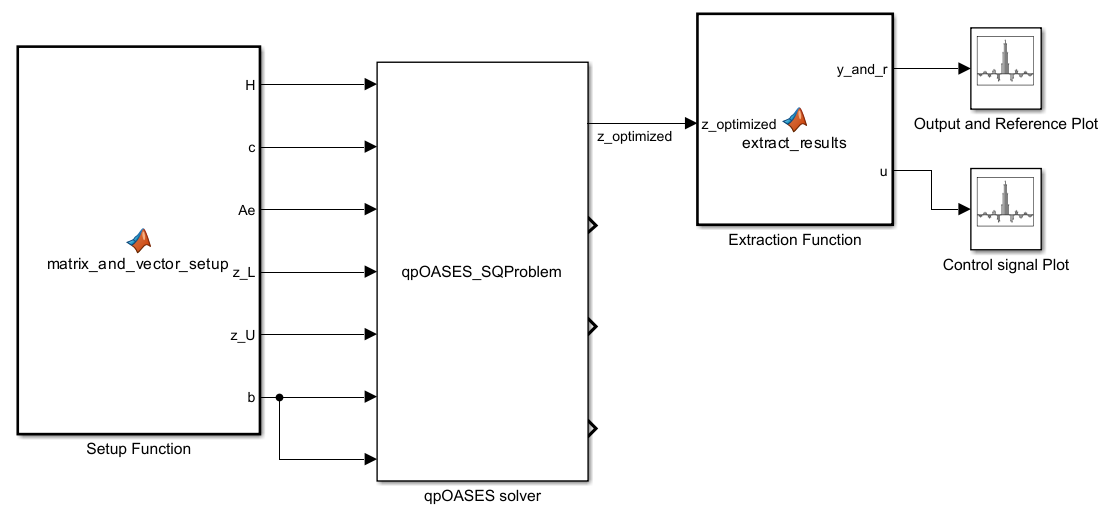 H
c
Ae
z_L
z_U
b
matrix_and_vector_setup
Setup Function
qpOASES_SQProblem
qpOASES solver
z_optimized
z_optimized
extract_results
y_and_r
u
Extraction Function
Output and Reference Plot
Control signal Plot